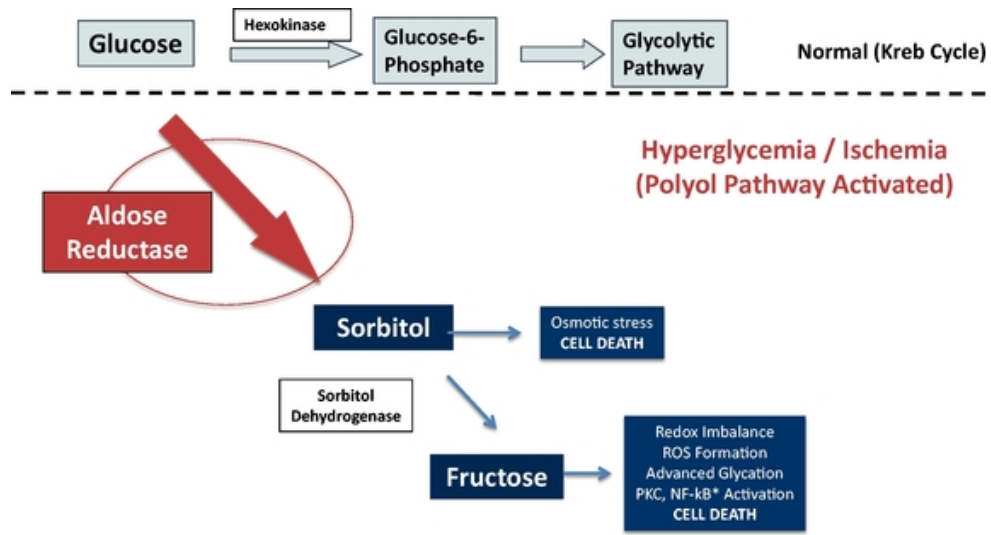 Glucose
Hexokinase
Glucose-6-
Phosphate
Glycolytic
Pathway
Normal (Kreb Cycle)
Hyperglycemia / Ischemia
(Polyol Pathway Activated)
Aldose
Reductase
Sorbitol
Osmotic stress
CELL DEATH
Sorbitol
Dehydrogenase
Fructose
Redox Imbalance
ROS Formation
Advanced Glycation
PKC, NF-kB* Activation
CELL DEATH